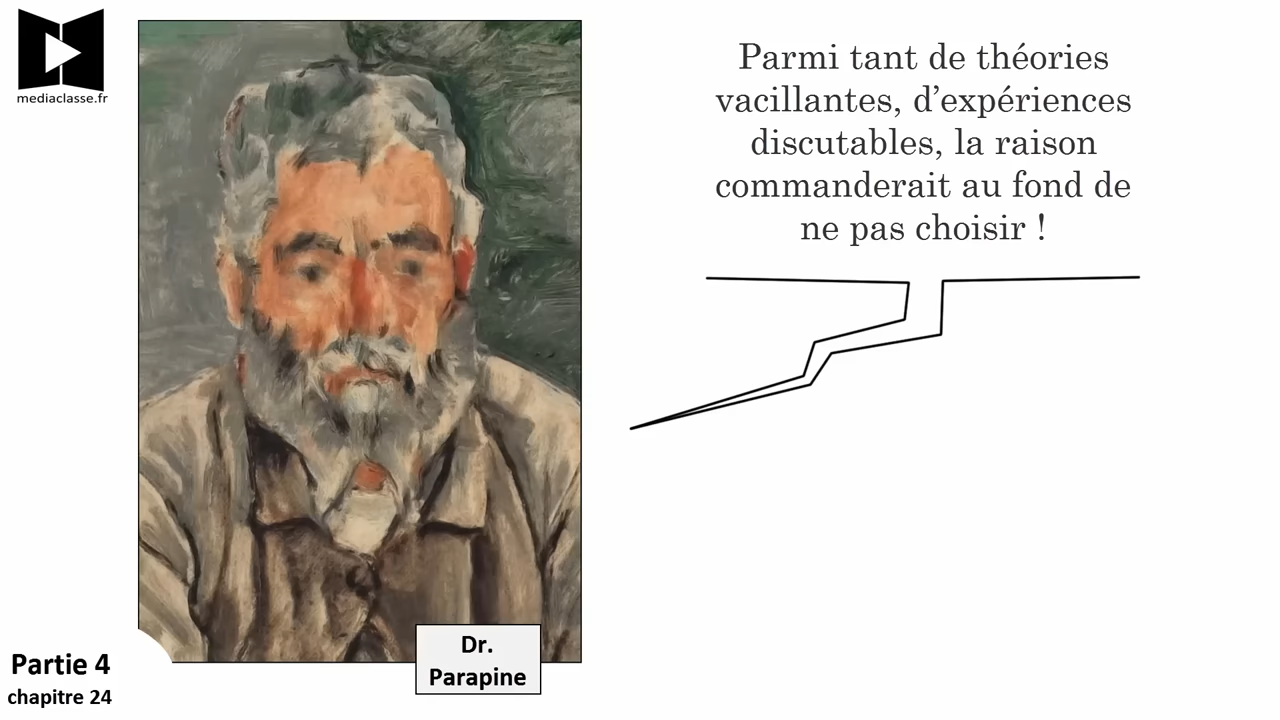 mediaclasse.fr
Parmi tant de théories
vacillantes, d’expériences
discutables, la raison
commanderait au fond de
ne pas choisir !
Dr.
Parapine
Partie 4
chapitre 24